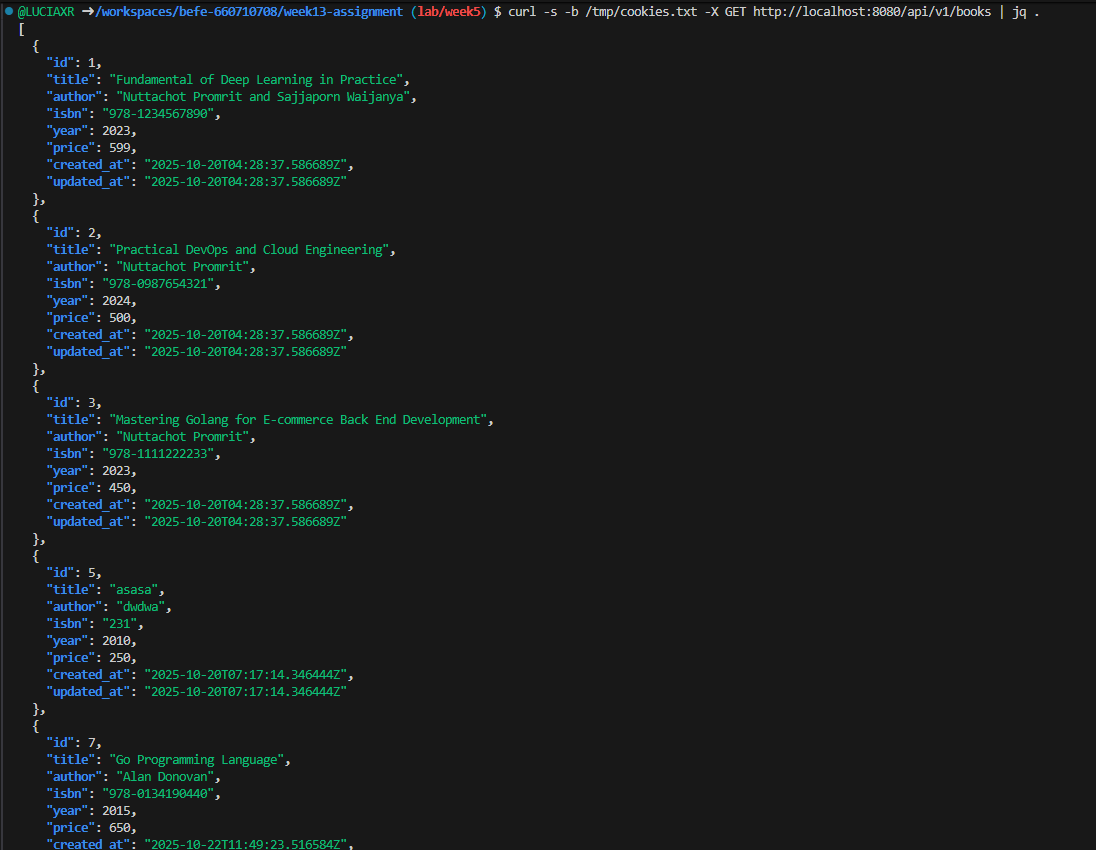 @LUCIAXR ➜/workspaces/befe-660710708/week13-assignment (lab/week5) $ curl -s -b /tmp/cookies.txt -X GET http://localhost:8080/api/v1/books | jq .
[
  {
    "id": 1,
    "title": "Fundamental of Deep Learning in Practice",
    "author": "Nuttachot Promrit and Sajjaporn Waijanya",
    "isbn": "978-1234567890",
    "year": 2023,
    "price": 599,
    "created_at": "2025-10-20T04:28:37.586689Z",
    "updated_at": "2025-10-20T04:28:37.586689Z"
  },
  {
    "id": 2,
    "title": "Practical DevOps and Cloud Engineering",
    "author": "Nuttachot Promrit",
    "isbn": "978-0987654321",
    "year": 2024,
    "price": 500,
    "created_at": "2025-10-20T04:28:37.586689Z",
    "updated_at": "2025-10-20T04:28:37.586689Z"
  },
  {
    "id": 3,
    "title": "Mastering Golang for E-commerce Back End Development",
    "author": "Nuttachot Promrit",
    "isbn": "978-1111222233",
    "year": 2023,
    "price": 450,
    "created_at": "2025-10-20T04:28:37.586689Z",
    "updated_at": "2025-10-20T04:28:37.586689Z"
  },
  {
    "id": 5,
    "title": "asasa",
    "author": "dwdwa",
    "isbn": "231",
    "year": 2010,
    "price": 250,
    "created_at": "2025-10-20T07:17:14.346444Z",
    "updated_at": "2025-10-20T07:17:14.346444Z"
  },
  {
    "id": 7,
    "title": "Go Programming Language",
    "author": "Alan Donovan",
    "isbn": "978-0134190440",
    "year": 2015,
    "price": 650,
    "created_at": "2025-10-22T11:49:23.516584Z",